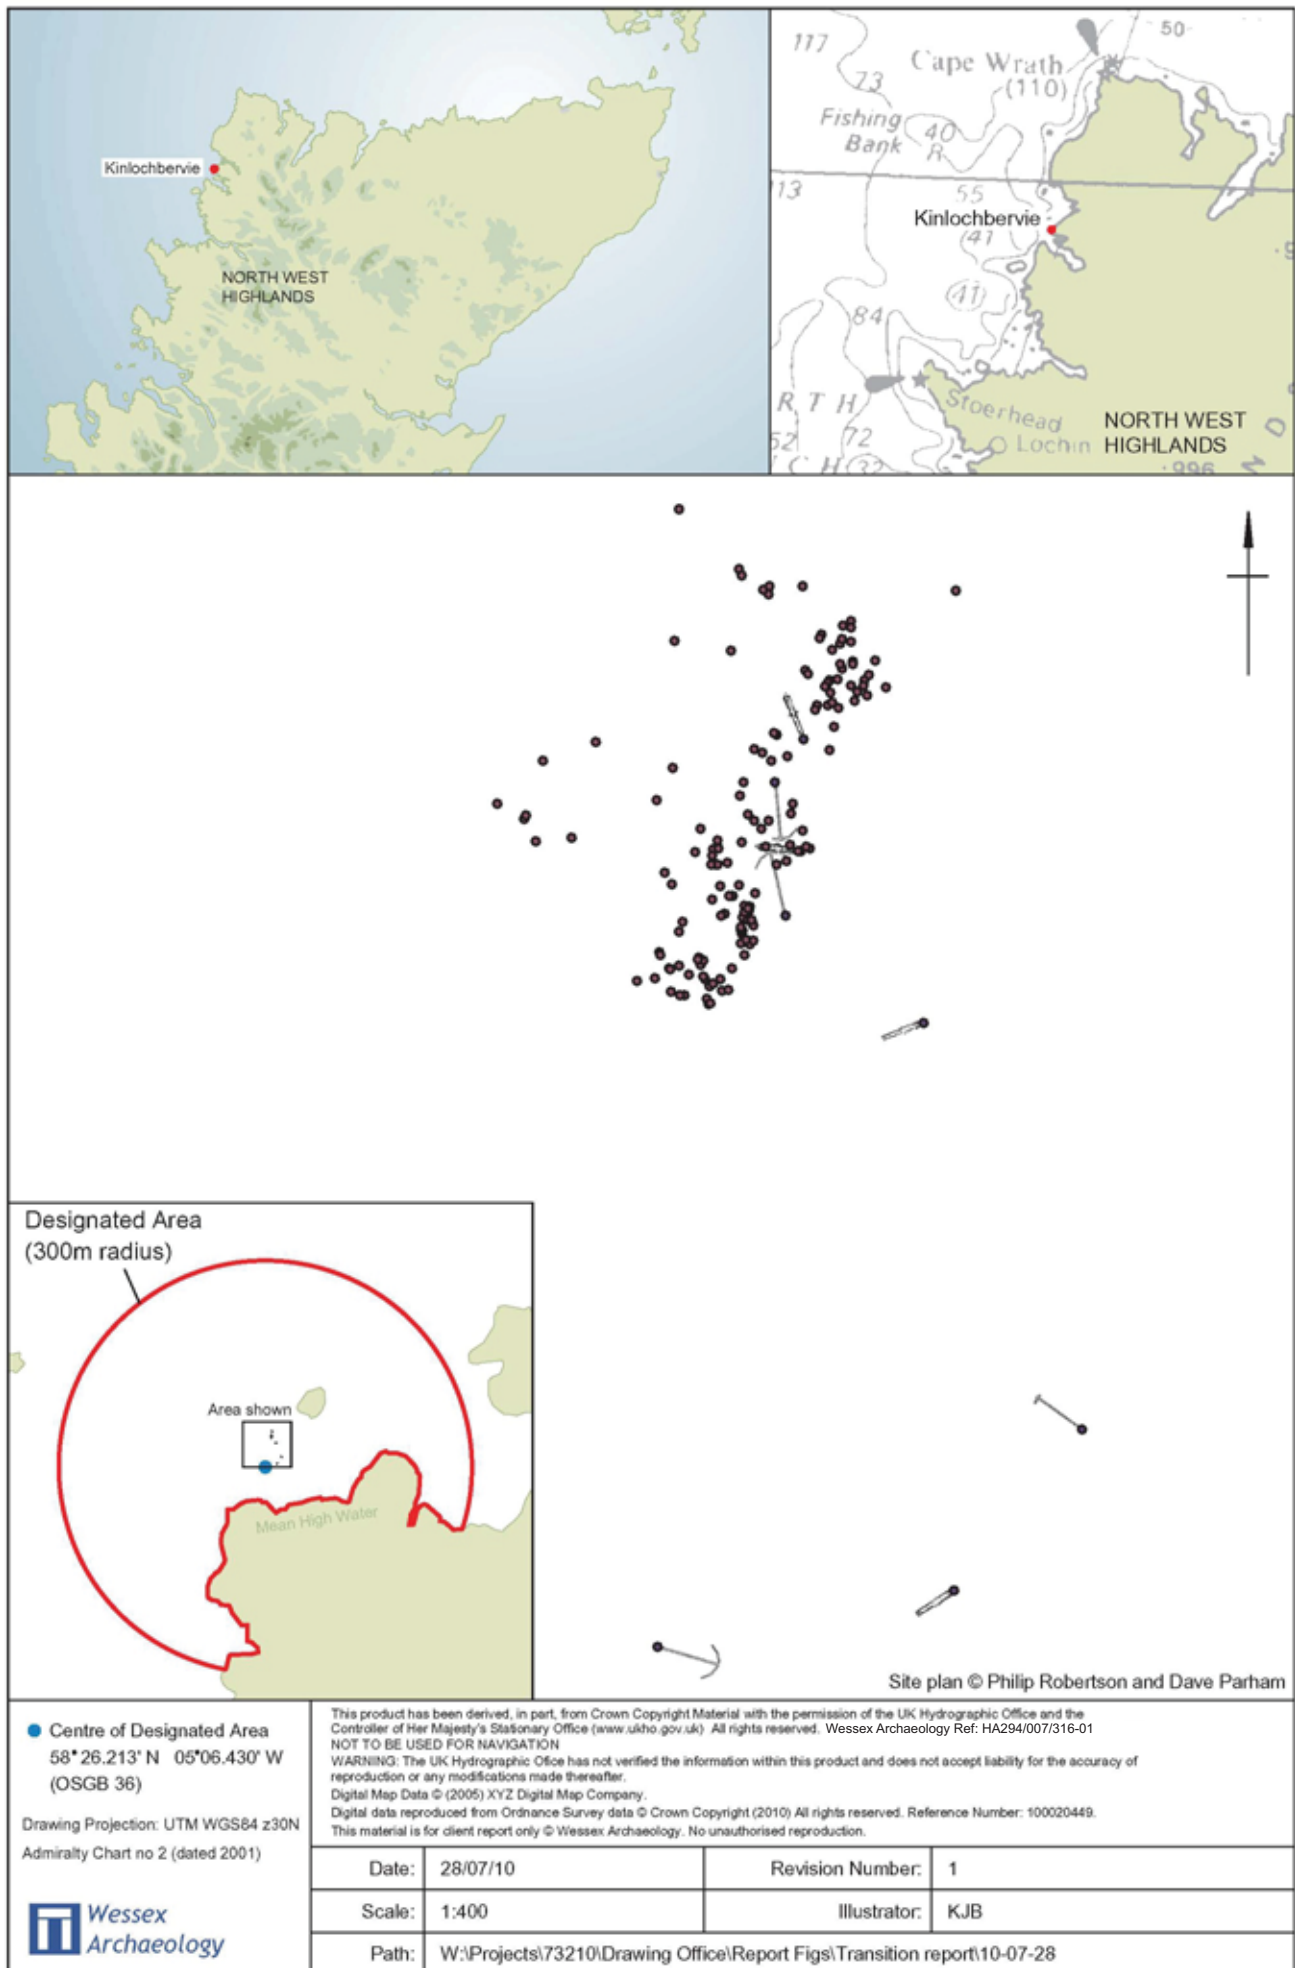 Kinlochbervie
NORTH WEST
HIGHLANDS
117
50
Cape Wrath
(110)
73
Fishing
Bank
40
R
13
55
Kinlochbervie
41
41
84
R T H
Stoerhead
NORTH WEST
HIGHLANDS
52
72
Lochin
D
C H
996
Designated Area
(300m radius)
Area shown
Mean High Water
Site plan © Philip Robertson and Dave Parham
Centre of Designated Area
58° 26.213' N 05°06.430' W
(OSGB 36)
Drawing Projection: UTM WGS84 z30N
Admiralty Chart no 2 (dated 2001)
Wessex
Archaeology
This product has been derived, in part, from Crown Copyright Material with the permission of the UK Hydrographic Office and the
Controller of Her Majesty's Stationary Office (www.ukho.gov.uk) All rights reserved. Wessex Archaeology Ref: HA294/007/316-01
NOT TO BE USED FOR NAVIGATION
WARNING: The UK Hydrographic Ofice has not verified the information within this product and does not accept liability for the accuracy of
reproduction or any modifications made thereafter.
Digital Map Data © (2005) XYZ Digital Map Company.
Digital data reproduced from Ordnance Survey data © Crown Copyright (2010) All rights reserved. Reference Number: 100020449.
This material is for client report only © Wessex Archaeology. No unauthorised reproduction.
Date: 28/07/10 Revision Number: 1
Scale: 1:400 Illustrator: KJB
Path: W:\Projects\73210\Drawing Office\Report Figs\Transition report\10-07-28